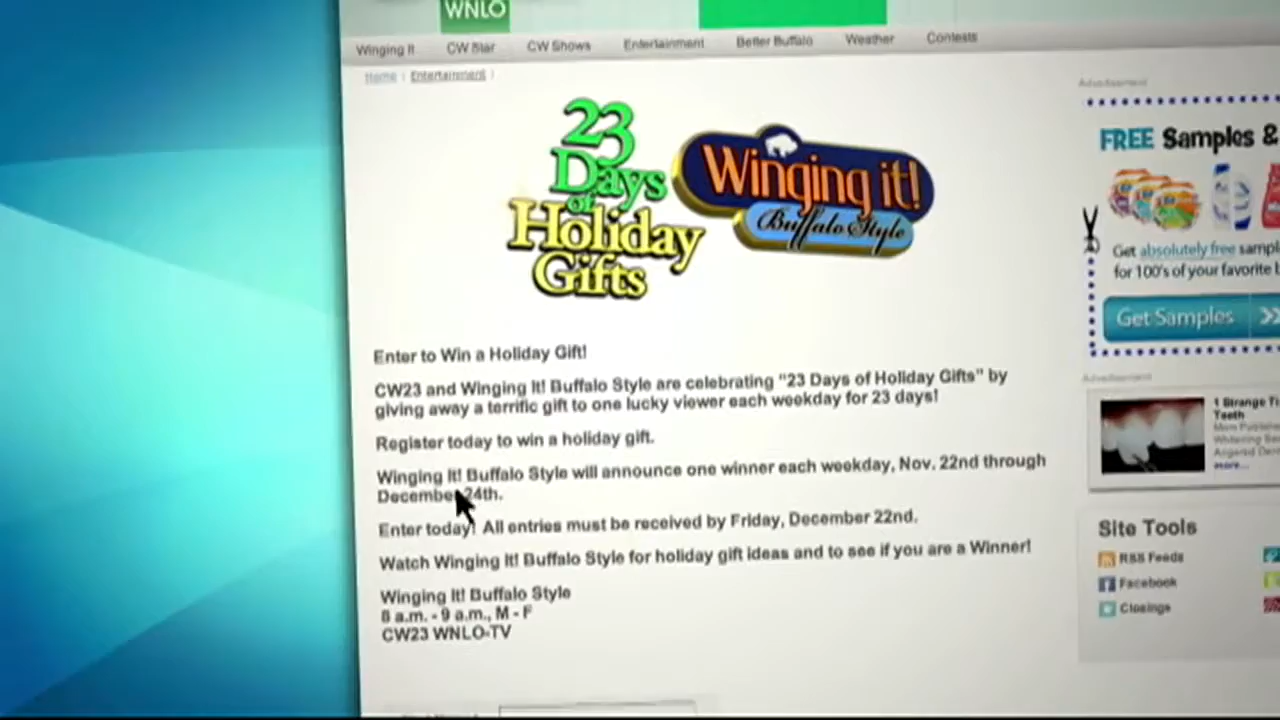 WNLO
Winging It CW Star CW Shows Entertainment Better Buffalo Weather Contests
Home Entertainment
23
Days
of
Holiday
Gifts
Winging it!
Buffalo Style
Enter to Win a Holiday Gift!
CW23 and Winging It! Buffalo Style are celebrating "23 Days of Holiday Gifts" by
giving away a terrific gift to one lucky viewer each weekday for 23 days!
Register today to win a holiday gift.
Winging It! Buffalo Style will announce one winner each weekday, Nov. 22nd through
December 24th.
Enter today! All entries must be received by Friday, December 22nd.
Watch Winging It! Buffalo Style for holiday gift ideas and to see if you are a Winner!
Winging It! Buffalo Style
8 a.m. - 9 a.m., M - F
CW23 WNLO-TV
Advertisement
FREE Samples &
Get absolutely free
for 100's of your favorite
Get Samples >>
Advertisement
1 Strange
Teeth
more...
Site Tools
RSS Feeds
Facebook
Closings